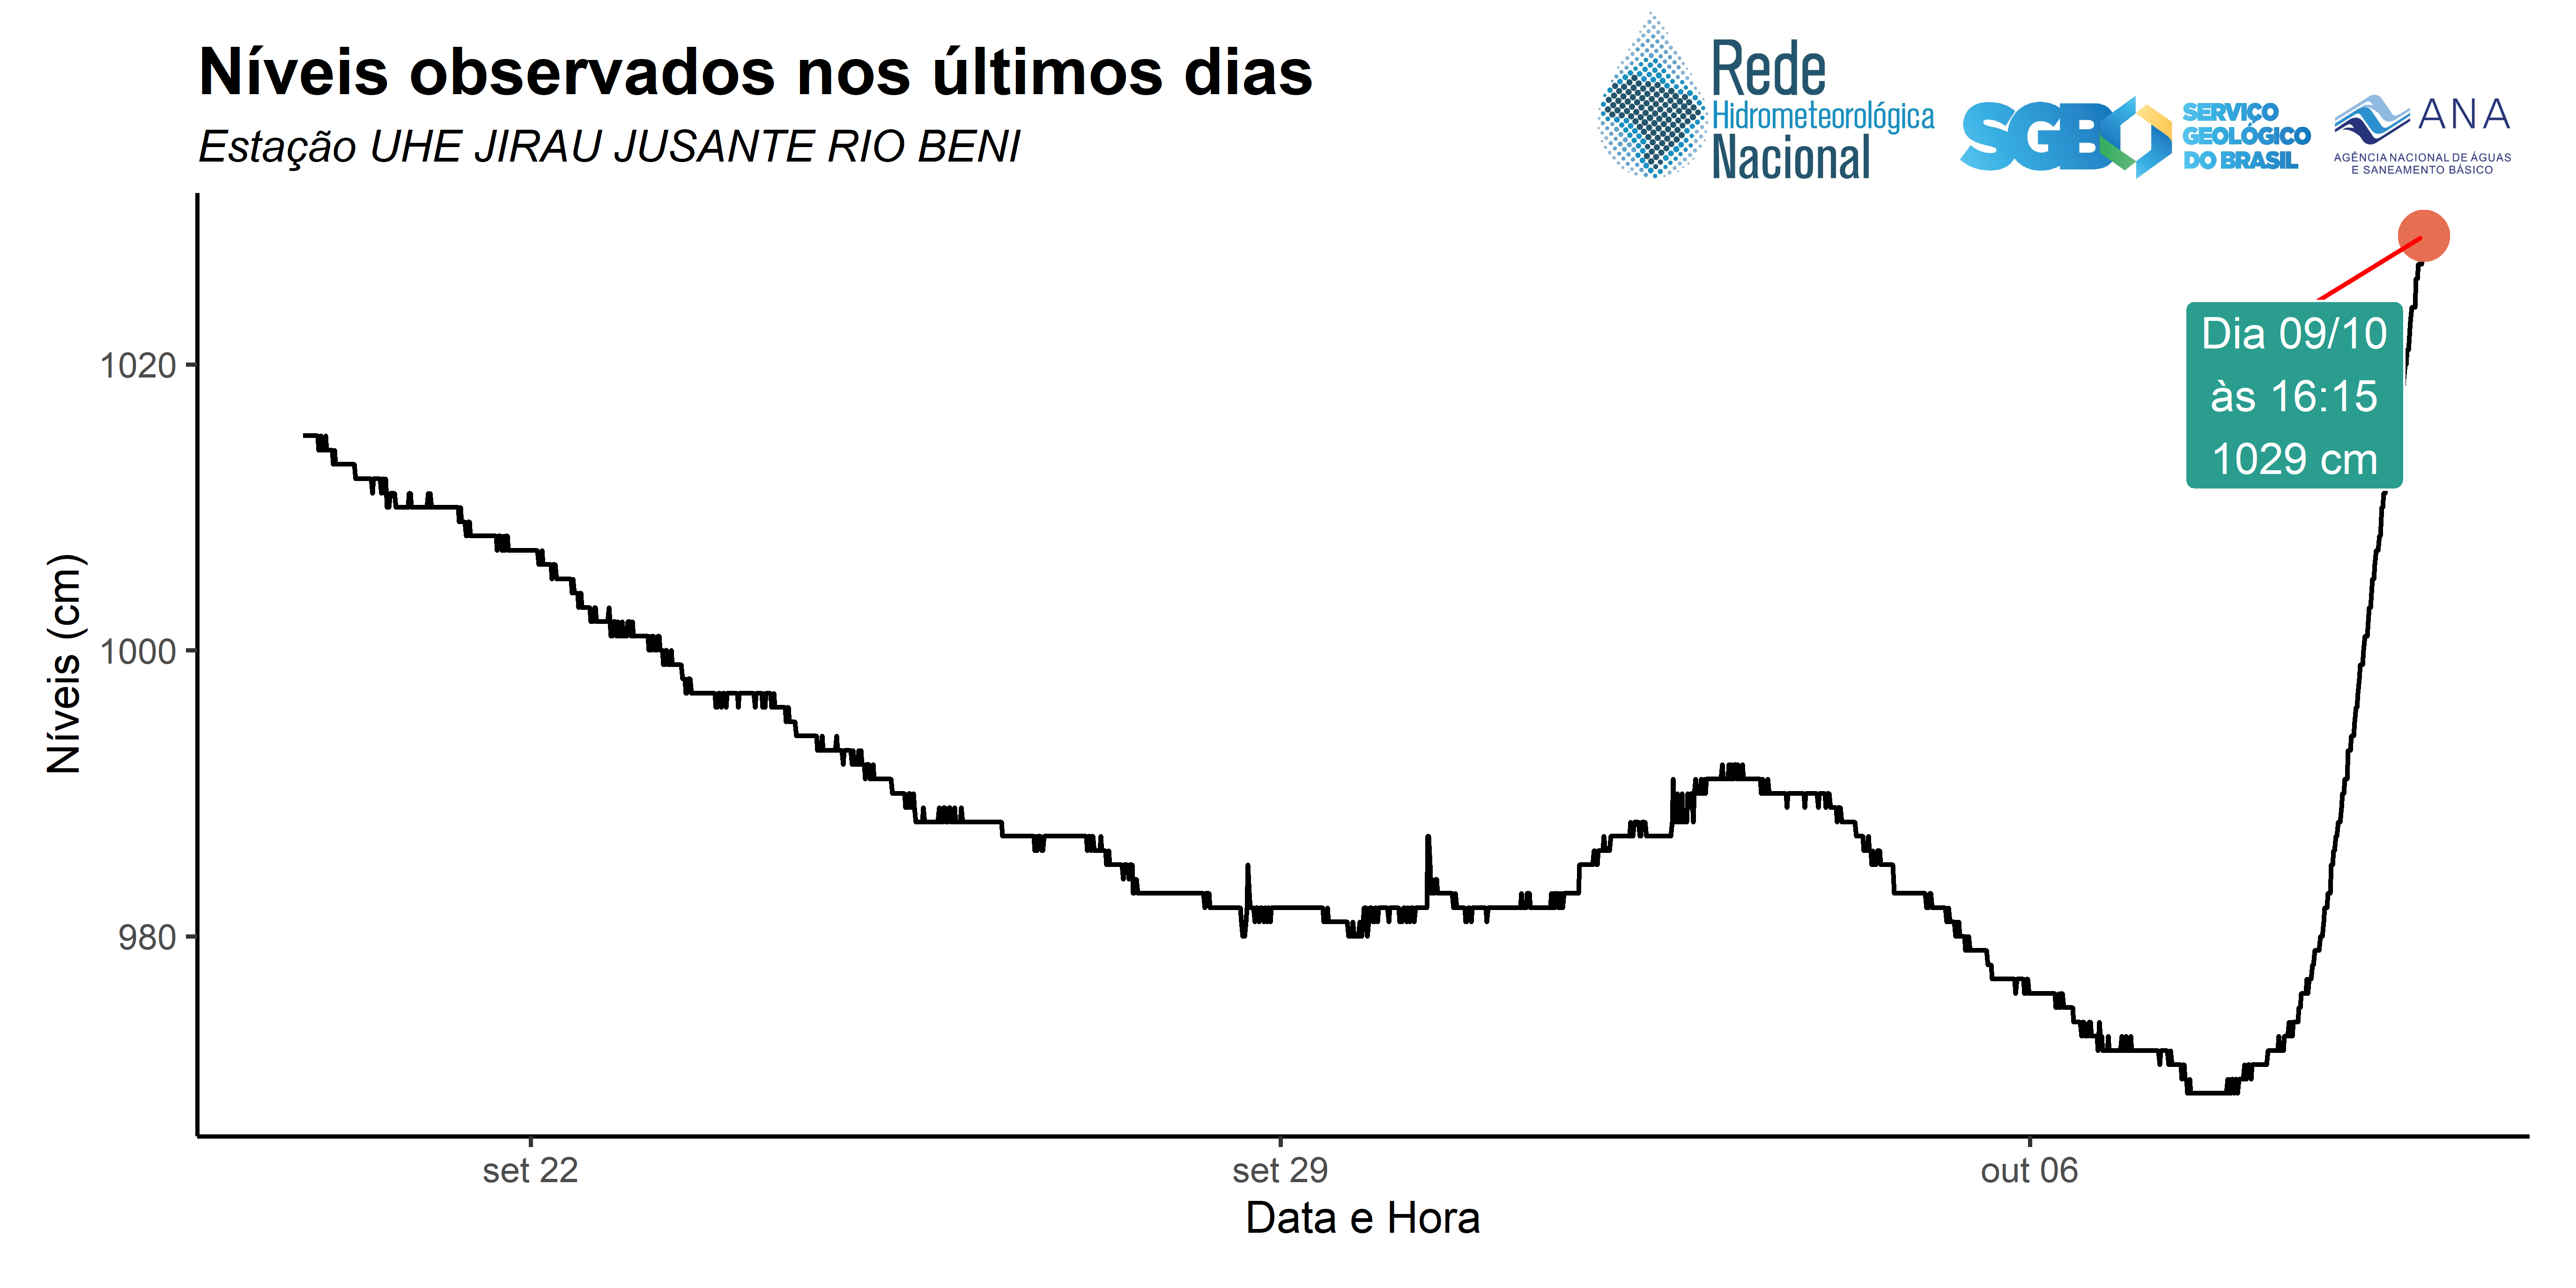 Níveis observados nos últimos dias
Estação UHE JIRAU JUSANTE RIO BENI
Rede
Hidrometeorológica
Nacional
SGB
SERVIÇO
GEOLÓGICO
DO BRASIL
ANA
AGÊNCIA NACIONAL DE ÁGUAS
E SANEAMENTO BÁSICO
Níveis (cm)
1020
1000
980
Dia 09/10
às 16:15
1029 cm
set 22
set 29
out 06
Data e Hora